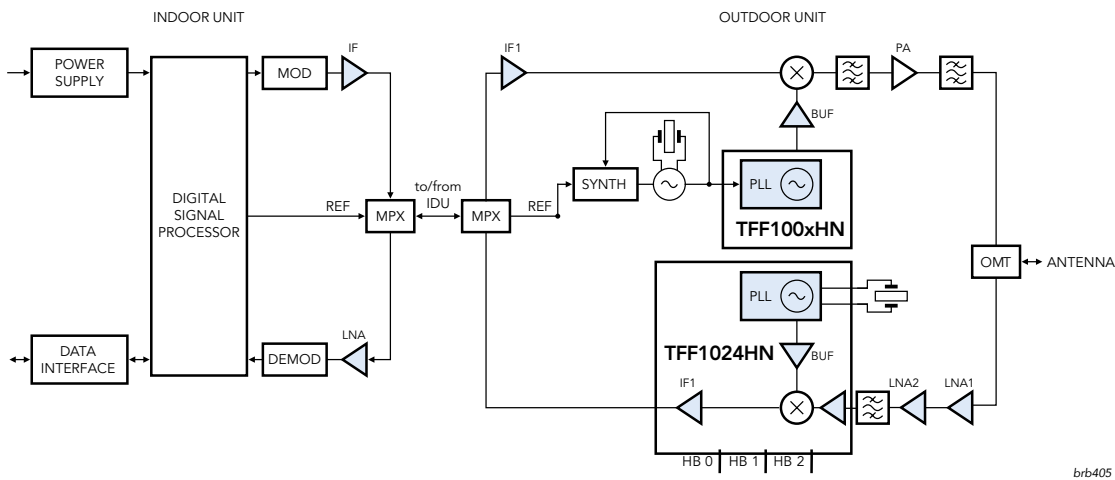 INDOOR UNIT
OUTDOOR UNIT
POWER
SUPPLY
MOD
IF
IF1
PA
BUF
DIGITAL
SIGNAL
PROCESSOR
REF
MPX
to/from
IDU
MPX
REF
SYNTH
PLL
TFF100xHN
OMT
ANTENNA
PLL
TFF1024HN
BUF
DATA
INTERFACE
DEMOD
LNA
IF1
LNA2
LNA1
HB 0
HB 1
HB 2
brb405